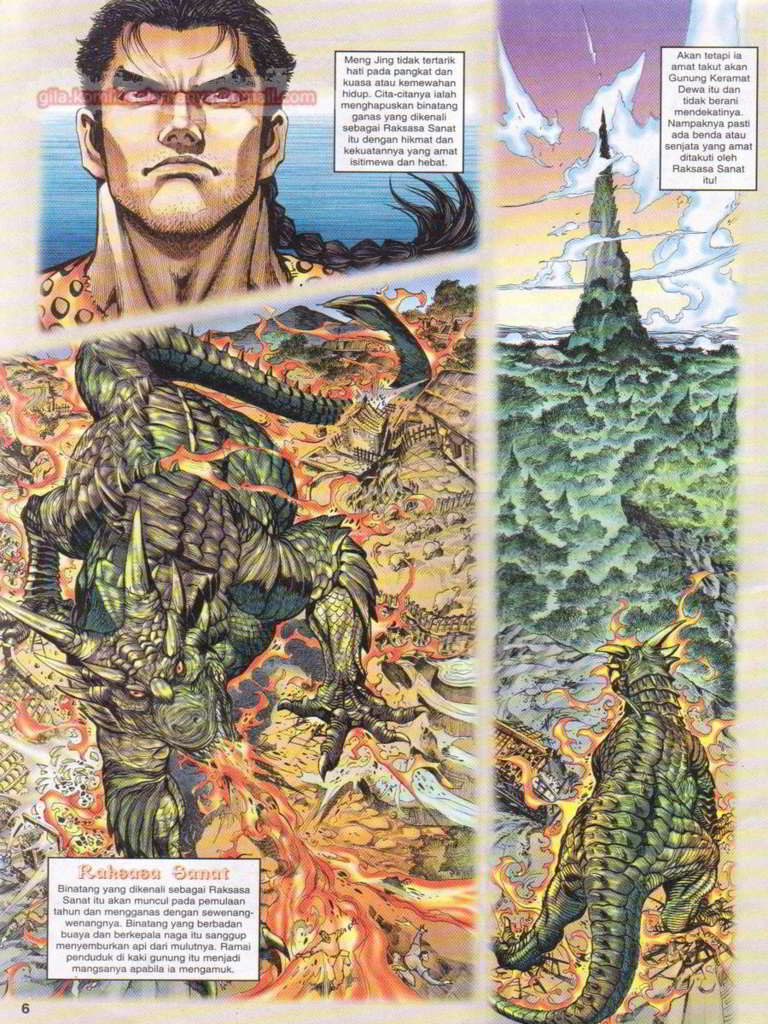 Meng Jing tidak tertarik
hati pada pangkat dan
kuasa atau kemewahan
hidup. Cita-citanya ialah
menghapuskan binatang
ganas yang dikenali
sebagai Raksasa Sanat
itu dengan hikmat dan
kekuatannya yang amat
isitimewa dan hebat.
Akan tetapi ia
amat takut akan
Gunung Keramat
Dewa itu dan
tidak berani
mendekatinya.
Nampaknya pasti
ada benda atau
senjata yang amat
ditakuti oleh
Raksasa Sanat
itu!
Raksasa Sanat
Binatang yang dikenali sebagai Raksasa
Sanat itu akan muncul pada pemulaan
tahun dan mengganas dengan sewenang-
wenangnya. Binatang yang berbadan
buaya dan berkepala naga itu sanggup
menyemburkan api dari mulutnya. Ramai
penduduk di kaki gunung itu menjadi
mangsanya apabila ia mengamuk.
6